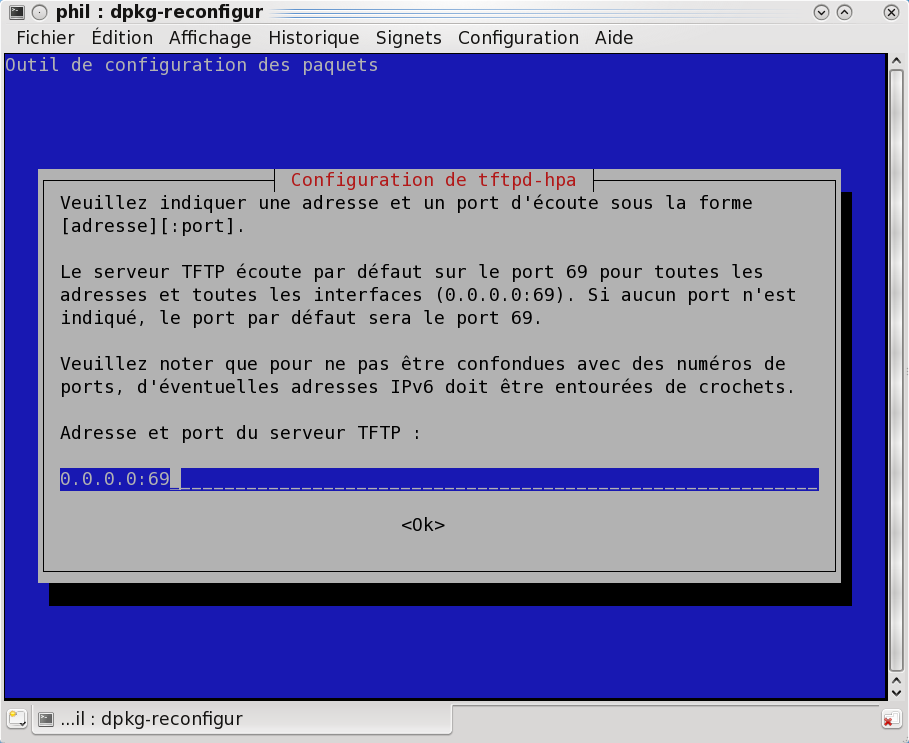 phil : dpkg-reconfigur
Fichier Édition Affichage Historique Signets Configuration Aide
Outil de configuration des paquets
Configuration de tftpd-hpa
Veuillez indiquer une adresse et un port d'écoute sous la forme
[adresse][:port].
Le serveur TFTP écoute par défaut sur le port 69 pour toutes les
adresses et toutes les interfaces (0.0.0.0:69). Si aucun port n'est
indiqué, le port par défaut sera le port 69.
Veuillez noter que pour ne pas être confondues avec des numéros de
ports, d'éventuelles adresses IPv6 doit être entourées de crochets.
Adresse et port du serveur TFTP :
0.0.0.0:69
<Ok>
...il : dpkg-reconfigur